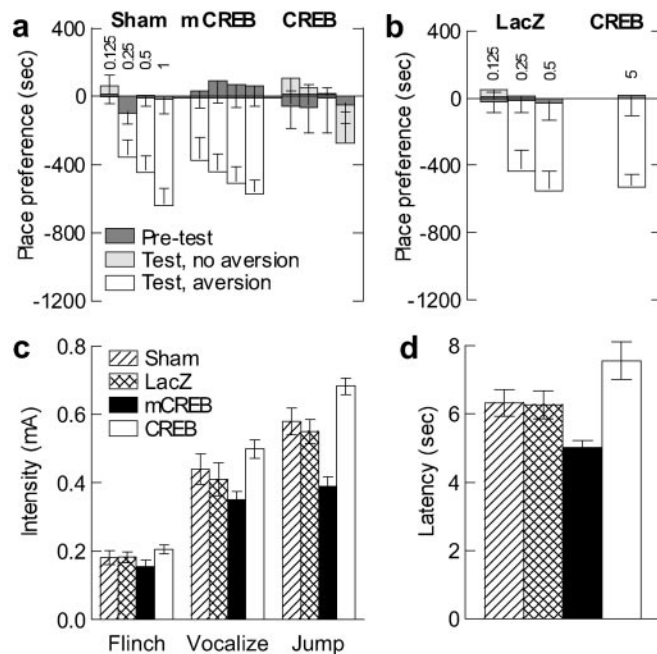 a
Sham mCREB CREB
0.125 0.25 0.5 1
400
0
-400
-800
-1200
Place preference (sec)
Pre-test
Test, no aversion
Test, aversion
b
LacZ CREB
0.125 0.25 0.5 5
400
0
-400
-800
-1200
Place preference (sec)
c
0.8
0.6
0.4
0.2
0.0
Intensity (mA)
Sham
LacZ
mCREB
CREB
Flinch Vocalize Jump
d
8
6
4
2
0
Latency (sec)